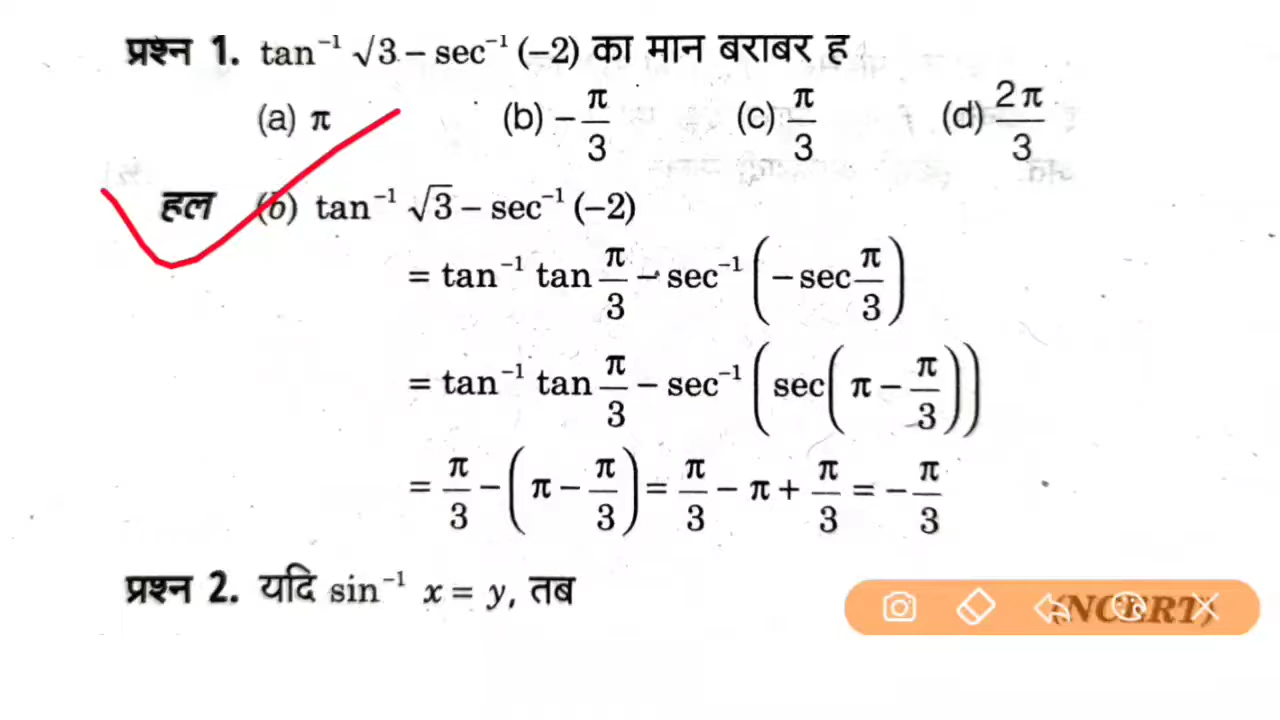 प्रश्न 1. tan⁻¹ √3 – sec⁻¹ (–2) का मान बराबर ह
(a) π (b) –π/3 (c) π/3 (d) 2π/3
हल (b) tan⁻¹ √3 – sec⁻¹ (–2)
= tan⁻¹ tan π/3 – sec⁻¹ (– sec π/3)
= tan⁻¹ tan π/3 – sec⁻¹ (sec(π – π/3))
= π/3 – (π – π/3) = π/3 – π + π/3 = – π/3
प्रश्न 2. यदि sin⁻¹ x = y, तब (NCERT)